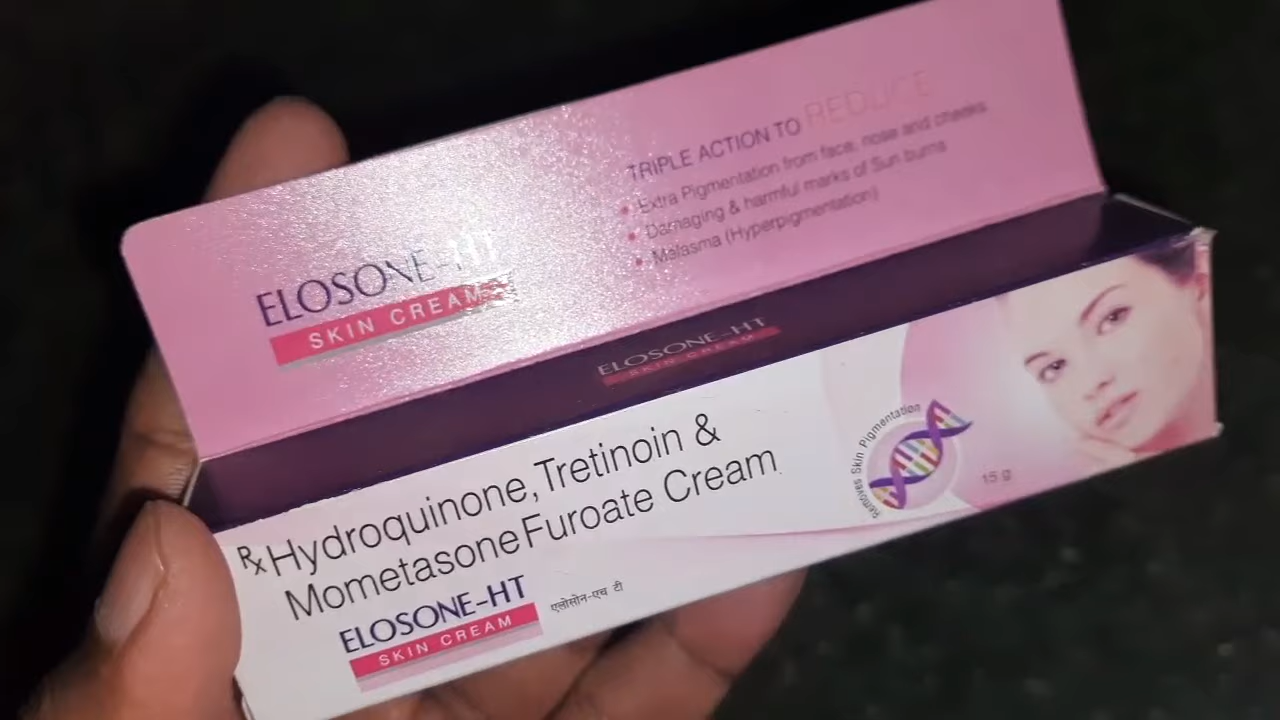 TRIPLE ACTION TO REDUCE
• Extra Pigmentation from face, nose and cheeks
• Damaging & harmful marks of Sun burns
• Melasma (Hyperpigmentation)
ELOSONE-HT
SKIN CREAM
ELOSONE-HT
SKIN CREAM
Rx Hydroquinone, Tretinoin &
Mometasone Furoate Cream
ELOSONE-HT
SKIN CREAM
एलोसोन-एच टी
Removes Skin Pigmentation
15 g